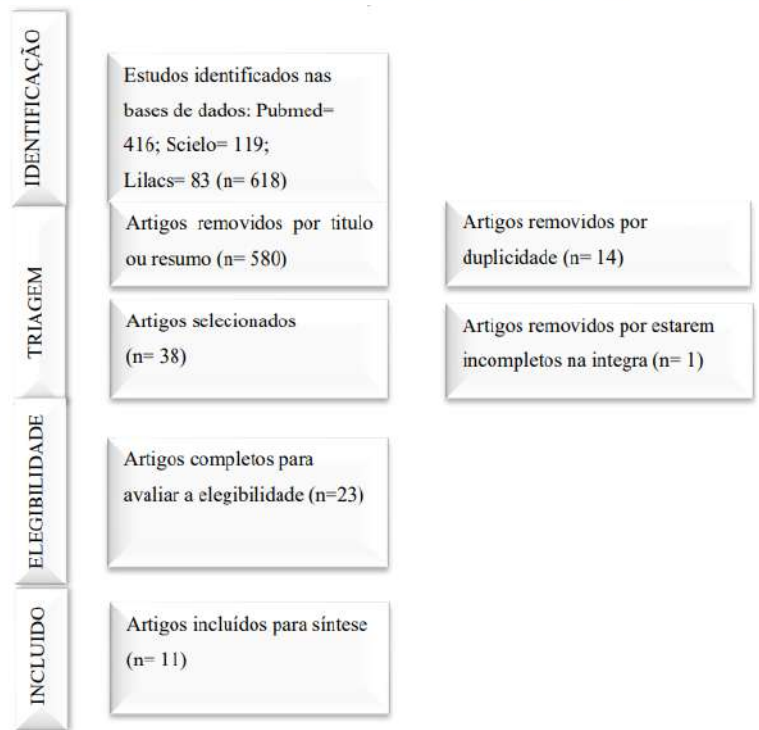 IDENTIFICAÇÃO
Estudos identificados nas
bases de dados: Pubmed=
416; Scielo= 119;
Lilacs= 83 (n= 618)
TRIAGEM
Artigos removidos por titulo
ou resumo (n= 580)
Artigos removidos por
duplicidade (n= 14)
Artigos selecionados
(n= 38)
Artigos removidos por estarem
incompletos na integra (n= 1)
ELEGIBILIDADE
Artigos completos para
avaliar a elegibilidade (n=23)
INCLUIDO
Artigos incluídos para síntese
(n= 11)